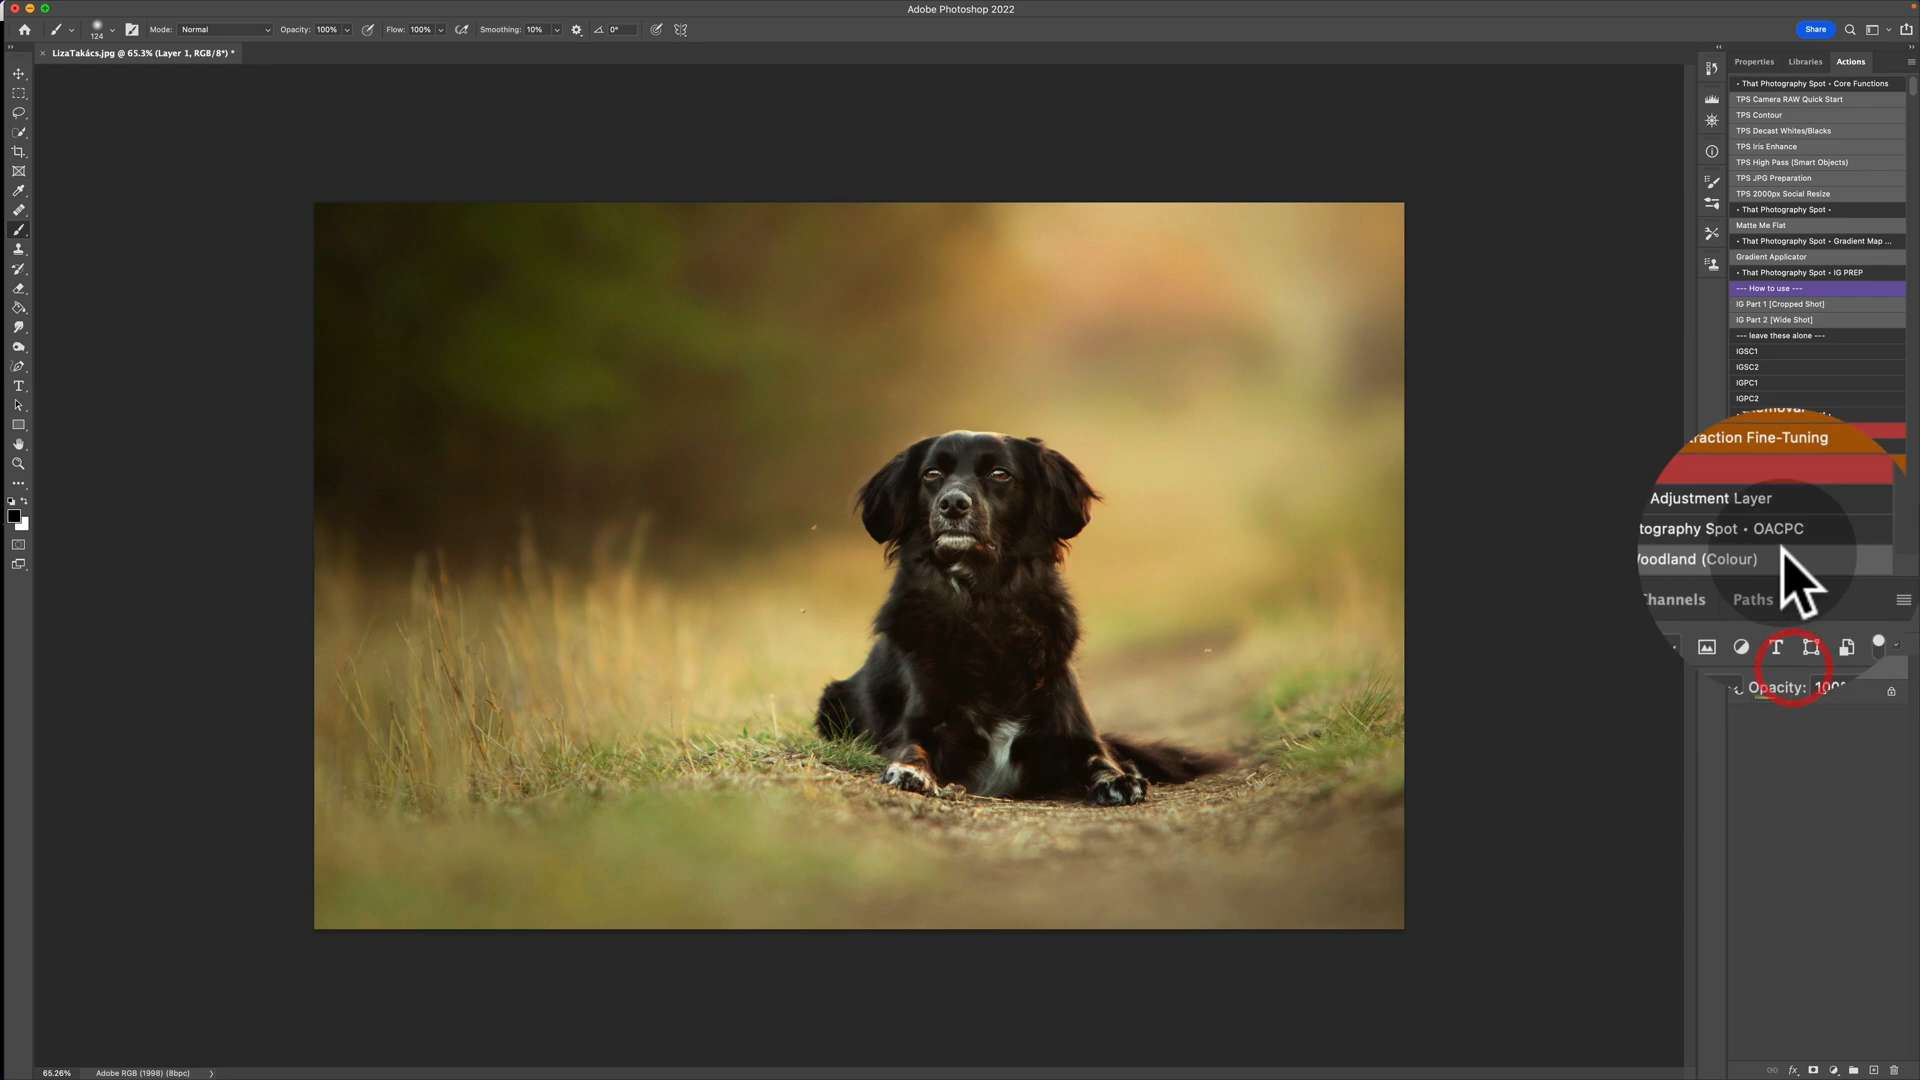 Adobe Photoshop 2022
124
Mode: Normal
Opacity: 100%
Flow: 100%
Smoothing: 10%
0°
Share
LizaTakács.jpg @ 65.3% (Layer 1, RGB/8*) *
Properties
Libraries
Actions
• That Photography Spot • Core Functions
TPS Camera RAW Quick Start
TPS Contour
TPS Decast Whites/Blacks
TPS Iris Enhance
TPS High Pass (Smart Objects)
TPS JPG Preparation
TPS 2000px Social Resize
• That Photography Spot •
Matte Me Flat
• That Photography Spot • Gradient Map ...
Gradient Applicator
• That Photography Spot • IG PREP
--- How to use ---
IG Part 1 [Cropped Shot]
IG Part 2 [Wide Shot]
--- leave these alone ---
IGSC1
IGSC2
IGPC1
IGPC2
raction Fine-Tuning
Adjustment Layer
tography Spot • OACPC
oodland (Colour)
Channels
Paths
Opacity: 100%
65.26%
Adobe RGB (1998) (8bpc)
fx